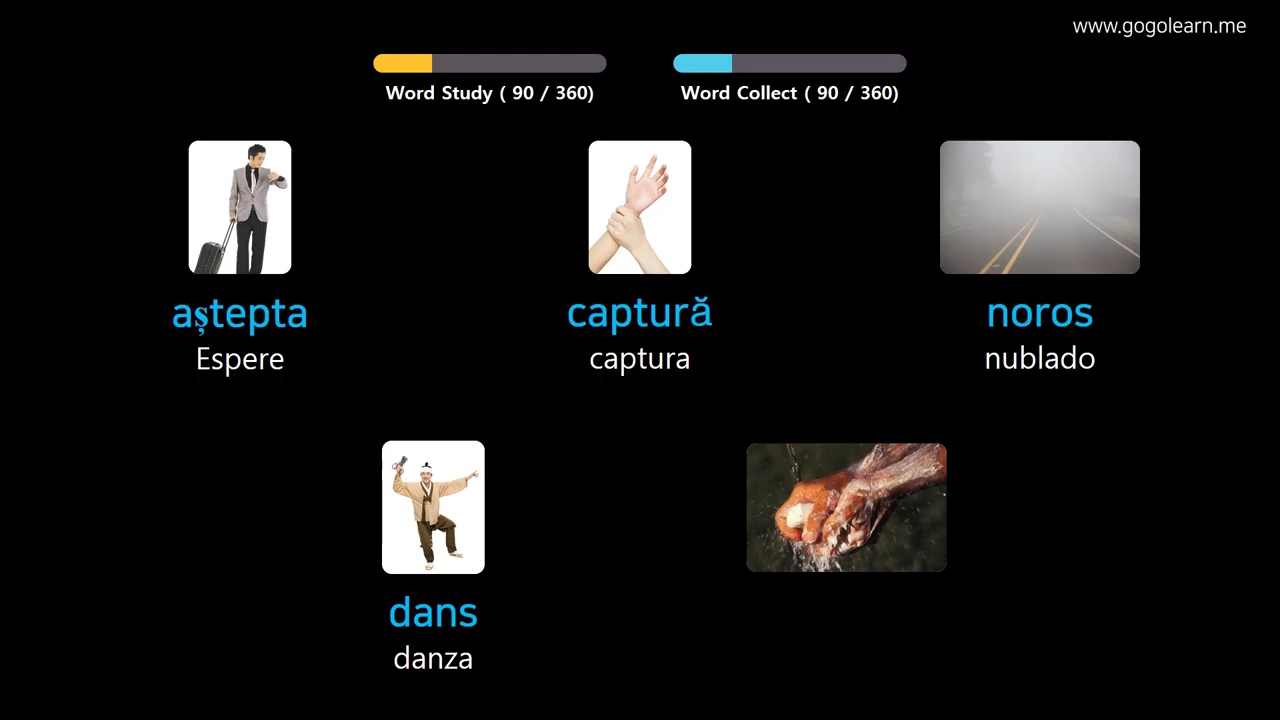 www.gogolearn.me
Word Study ( 90 / 360)
Word Collect ( 90 / 360)
aștepta
Espere
captură
captura
noros
nublado
dans
danza